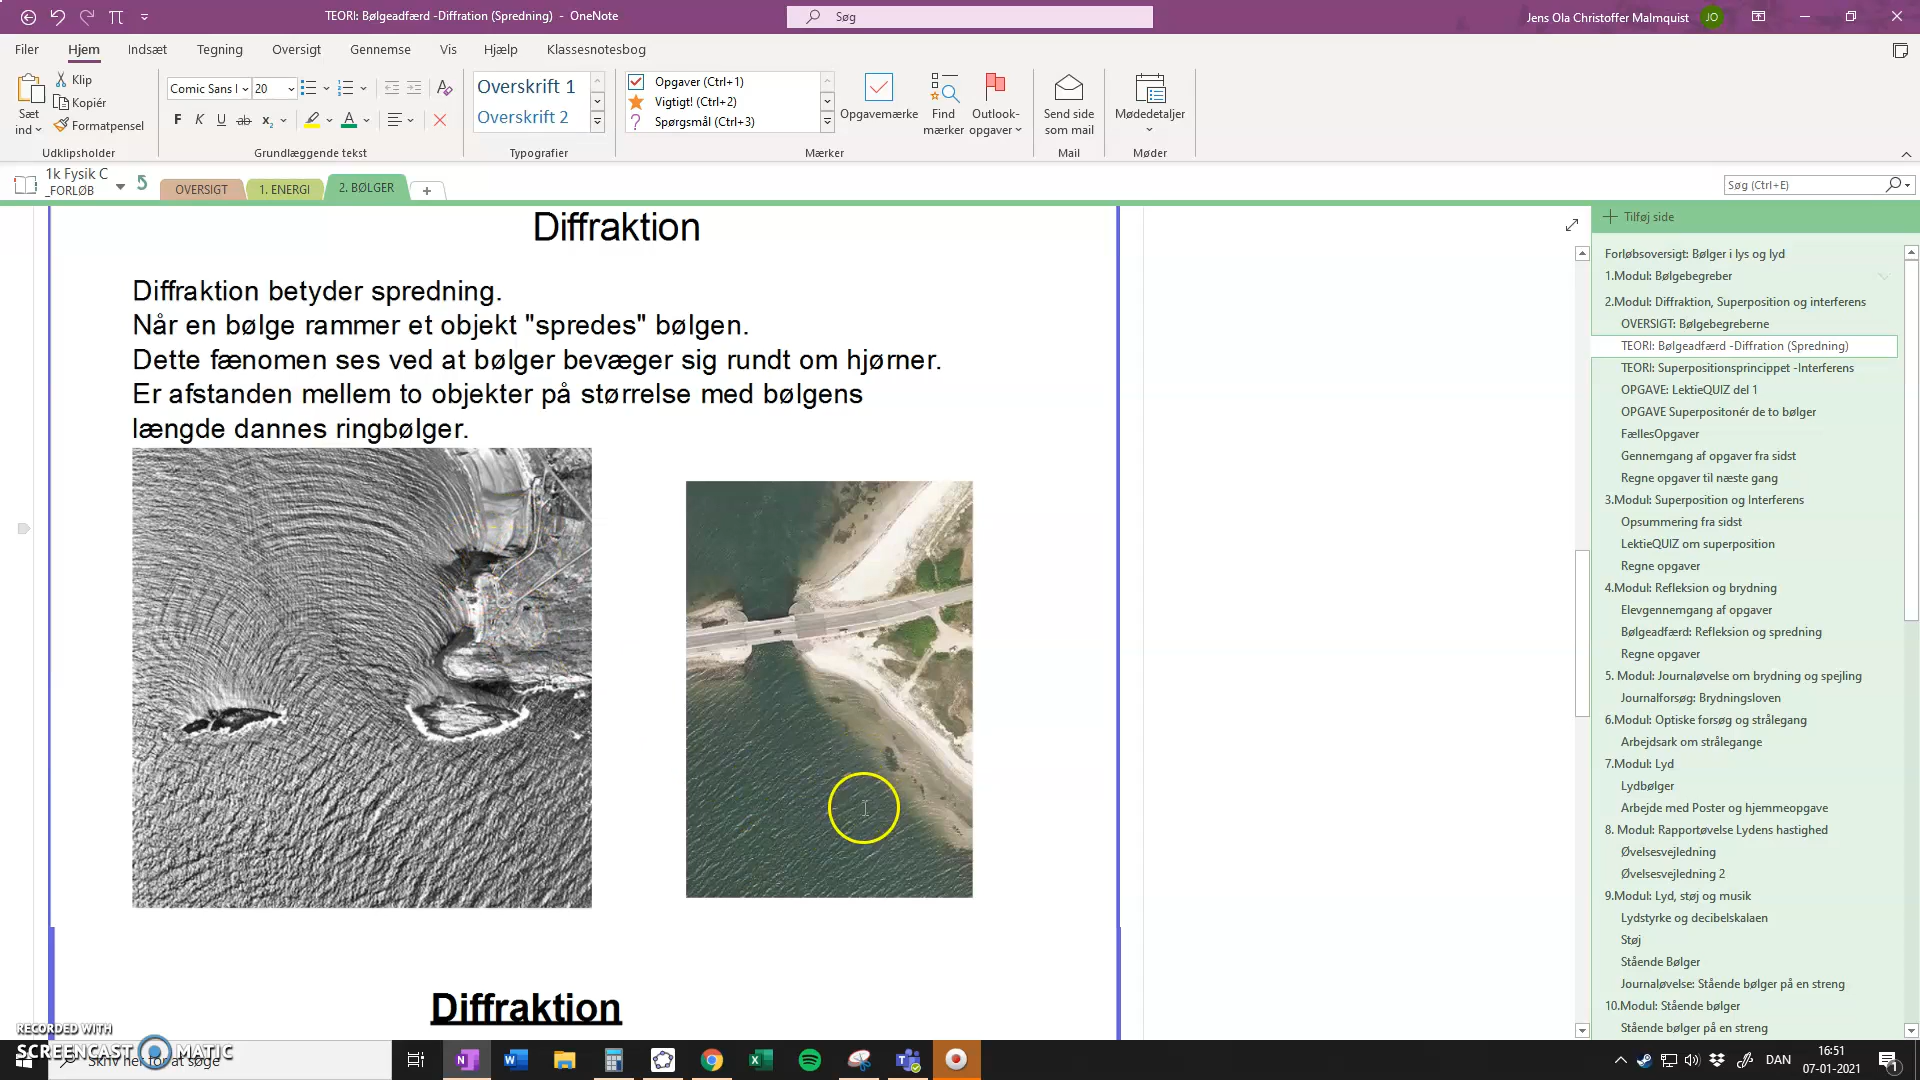 TEORI: Bølgeadfærd -Diffration (Spredning) - OneNote
Søg
Jens Ola Christoffer Malmquist
JO
Filer
Hjem
Indsæt
Tegning
Oversigt
Gennemse
Vis
Hjælp
Klassesnotesbog
Sæt
ind
Klip
Kopiér
Formatpensel
Udklipsholder
Comic Sans I
20
F K U ab x₂
A
Grundlæggende tekst
Overskrift 1
Overskrift 2
Typografier
Opgaver (Ctrl+1)
Vigtigt! (Ctrl+2)
Spørgsmål (Ctrl+3)
Opgavemærke
Find
mærker
Outlook-
opgaver
Mærker
Send side
som mail
Mail
Mødedetaljer
Møder
1k Fysik C
_FORLØB
OVERSIGT
1. ENERGI
2. BØLGER
Søg (Ctrl+E)
Diffraktion
Diffraktion betyder spredning.
Når en bølge rammer et objekt "spredes" bølgen.
Dette fænomen ses ved at bølger bevæger sig rundt om hjørner.
Er afstanden mellem to objekter på størrelse med bølgens
længde dannes ringbølger.
Diffraktion
Tilføj side
Forløbsoversigt: Bølger i lys og lyd
1.Modul: Bølgebegreber
2.Modul: Diffraktion, Superposition og interferens
OVERSIGT: Bølgebegreberne
TEORI: Bølgeadfærd -Diffration (Spredning)
TEORI: Superpositionsprincippet -Interferens
OPGAVE: LektieQUIZ del 1
OPGAVE Superpositonér de to bølger
FællesOpgaver
Gennemgang af opgaver fra sidst
Regne opgaver til næste gang
3.Modul: Superposition og Interferens
Opsummering fra sidst
LektieQUIZ om superposition
Regne opgaver
4.Modul: Refleksion og brydning
Elevgennemgang af opgaver
Bølgeadfærd: Refleksion og spredning
Regne opgaver
5. Modul: Journaløvelse om brydning og spejling
Journalforsøg: Brydningsloven
6.Modul: Optiske forsøg og strålegang
Arbejdsark om strålegange
7.Modul: Lyd
Lydbølger
Arbejde med Poster og hjemmeopgave
8. Modul: Rapportøvelse Lydens hastighed
Øvelsesvejledning
Øvelsesvejledning 2
9.Modul: Lyd, støj og musik
Lydstyrke og decibelskalaen
Støj
Stående Bølger
Journaløvelse: Stående bølger på en streng
10.Modul: Stående bølger
Stående bølger på en streng
RECORDED WITH
SCREENCAST MATIC
Skriv her for at søge
DAN
16:51
07-01-2021
1